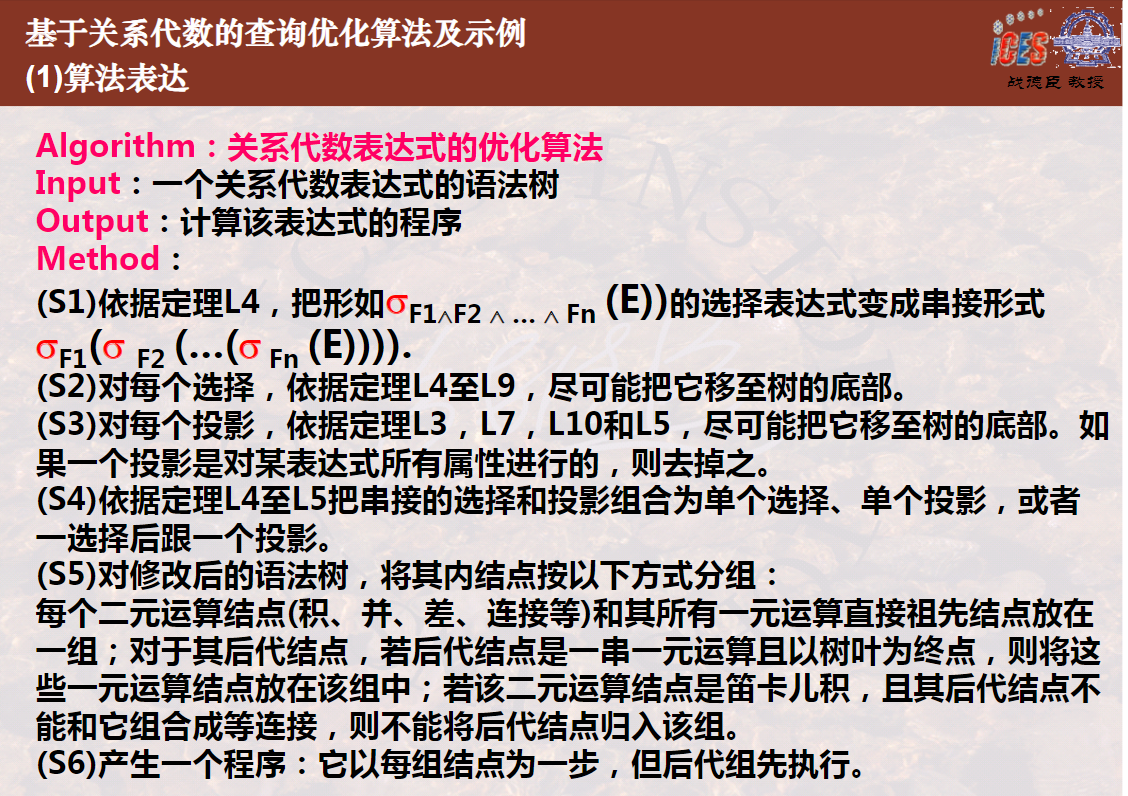 基于关系代数的查询优化算法及示例
(1)算法表达
iCES
战德臣 教授
Algorithm：关系代数表达式的优化算法
Input：一个关系代数表达式的语法树
Output：计算该表达式的程序
Method：
(S1)依据定理L4，把形如σF1∧F2 ∧ ... ∧ Fn (E))的选择表达式变成串接形式
σF1(σ F2 (...(σ Fn (E)))).
(S2)对每个选择，依据定理L4至L9，尽可能把它移至树的底部。
(S3)对每个投影，依据定理L3，L7，L10和L5，尽可能把它移至树的底部。如
果一个投影是对某表达式所有属性进行的，则去掉之。
(S4)依据定理L4至L5把串接的选择和投影组合为单个选择、单个投影，或者
一选择后跟一个投影。
(S5)对修改后的语法树，将其内结点按以下方式分组：
每个二元运算结点(积、并、差、连接等)和其所有一元运算直接祖先结点放在
一组；对于其后代结点，若后代结点是一串一元运算且以树叶为终点，则将这
些一元运算结点放在该组中；若该二元运算结点是笛卡儿积，且其后代结点不
能和它组合成等连接，则不能将后代结点归入该组。
(S6)产生一个程序：它以每组结点为一步，但后代组先执行。